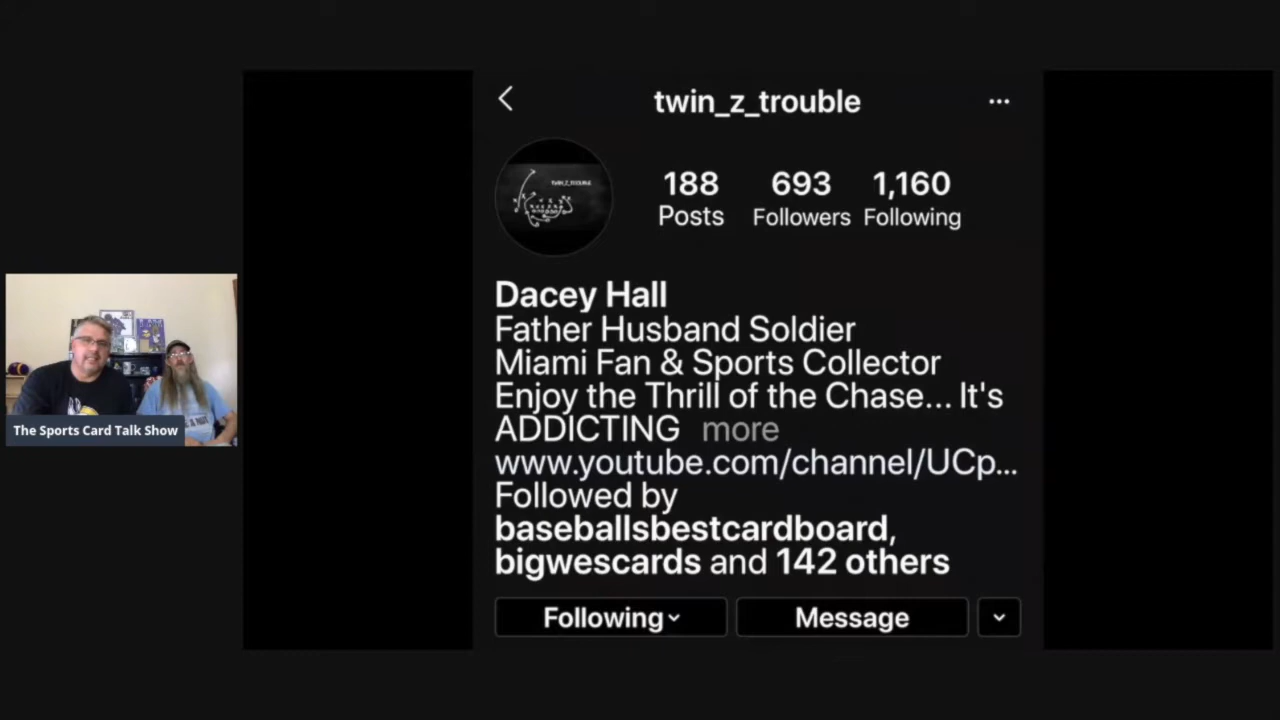 twin_z_trouble
TWIN_Z_TROUBLE
188 693 1,160
Posts Followers Following
Dacey Hall
Father Husband Soldier
Miami Fan & Sports Collector
Enjoy the Thrill of the Chase... It's
ADDICTING more
www.youtube.com/channel/UCp...
Followed by
baseballsbestcardboard,
bigwescards and 142 others
Following Message
The Sports Card Talk Show